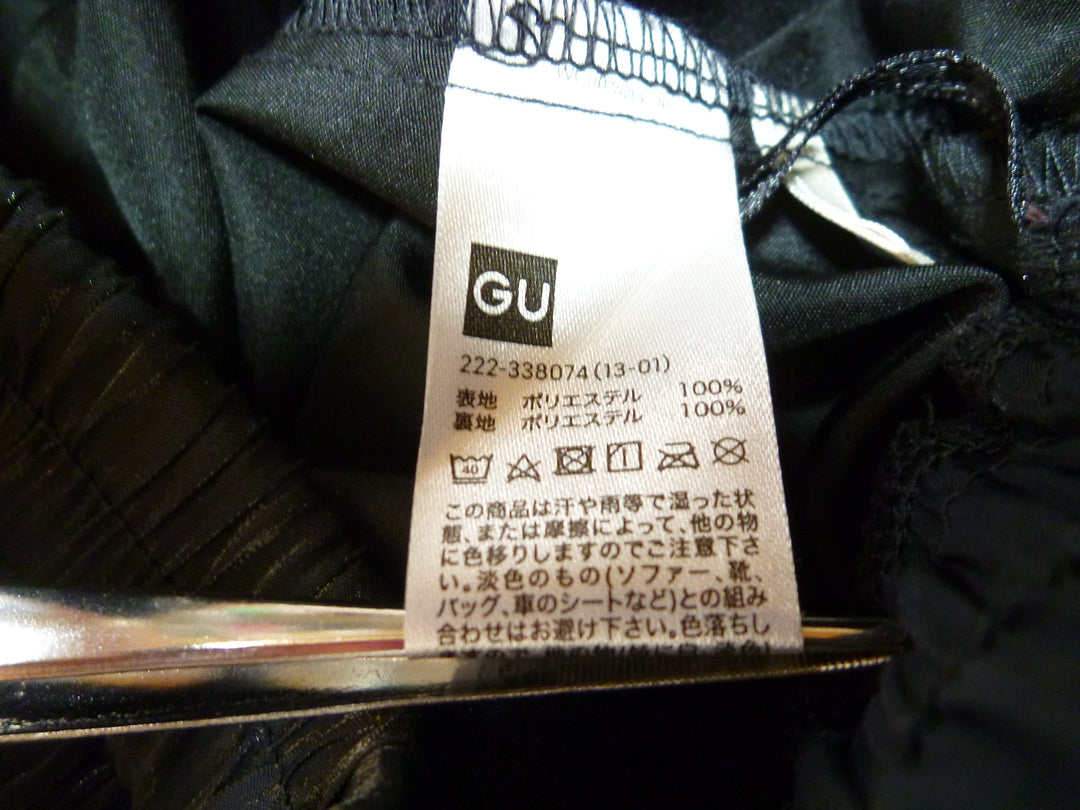 GU
222-338074(13-01)
表地 ポリエステル 100%
裏地 ポリエステル 100%
40
この商品は汗や雨等で湿った状
態、または摩擦によって、他の物
に色移りしますのでご注意下さ
い。淡色のもの(ソファー、靴、
バッグ、車のシートなど)との組み
合わせはお避け下さい。色落ちし